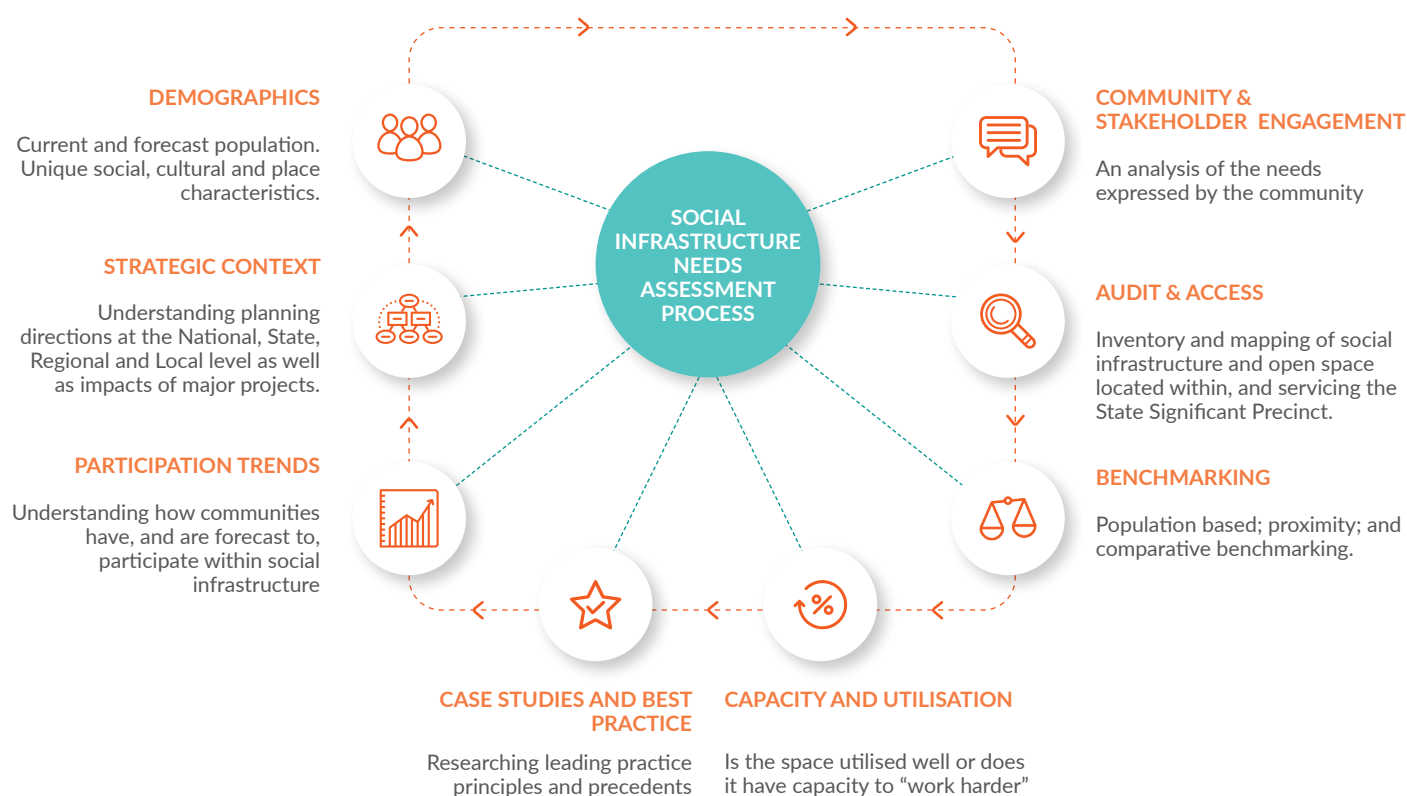 DEMOGRAPHICS
Current and forecast population.
Unique social, cultural and place
characteristics.
STRATEGIC CONTEXT
Understanding planning
directions at the National, State,
Regional and Local level as well
as impacts of major projects.
PARTICIPATION TRENDS
Understanding how communities
have, and are forecast to,
participate within social
infrastructure
SOCIAL
INFRASTRUCTURE
NEEDS
ASSESSMENT
PROCESS
COMMUNITY &
STAKEHOLDER ENGAGEMENT
An analysis of the needs
expressed by the community
AUDIT & ACCESS
Inventory and mapping of social
infrastructure and open space
located within, and servicing the
State Significant Precinct.
BENCHMARKING
Population based; proximity; and
comparative benchmarking.
%
CASE STUDIES AND BEST
PRACTICE
Researching leading practice
principles and precedents
CAPACITY AND UTILISATION
Is the space utilised well or does
it have capacity to “work harder”